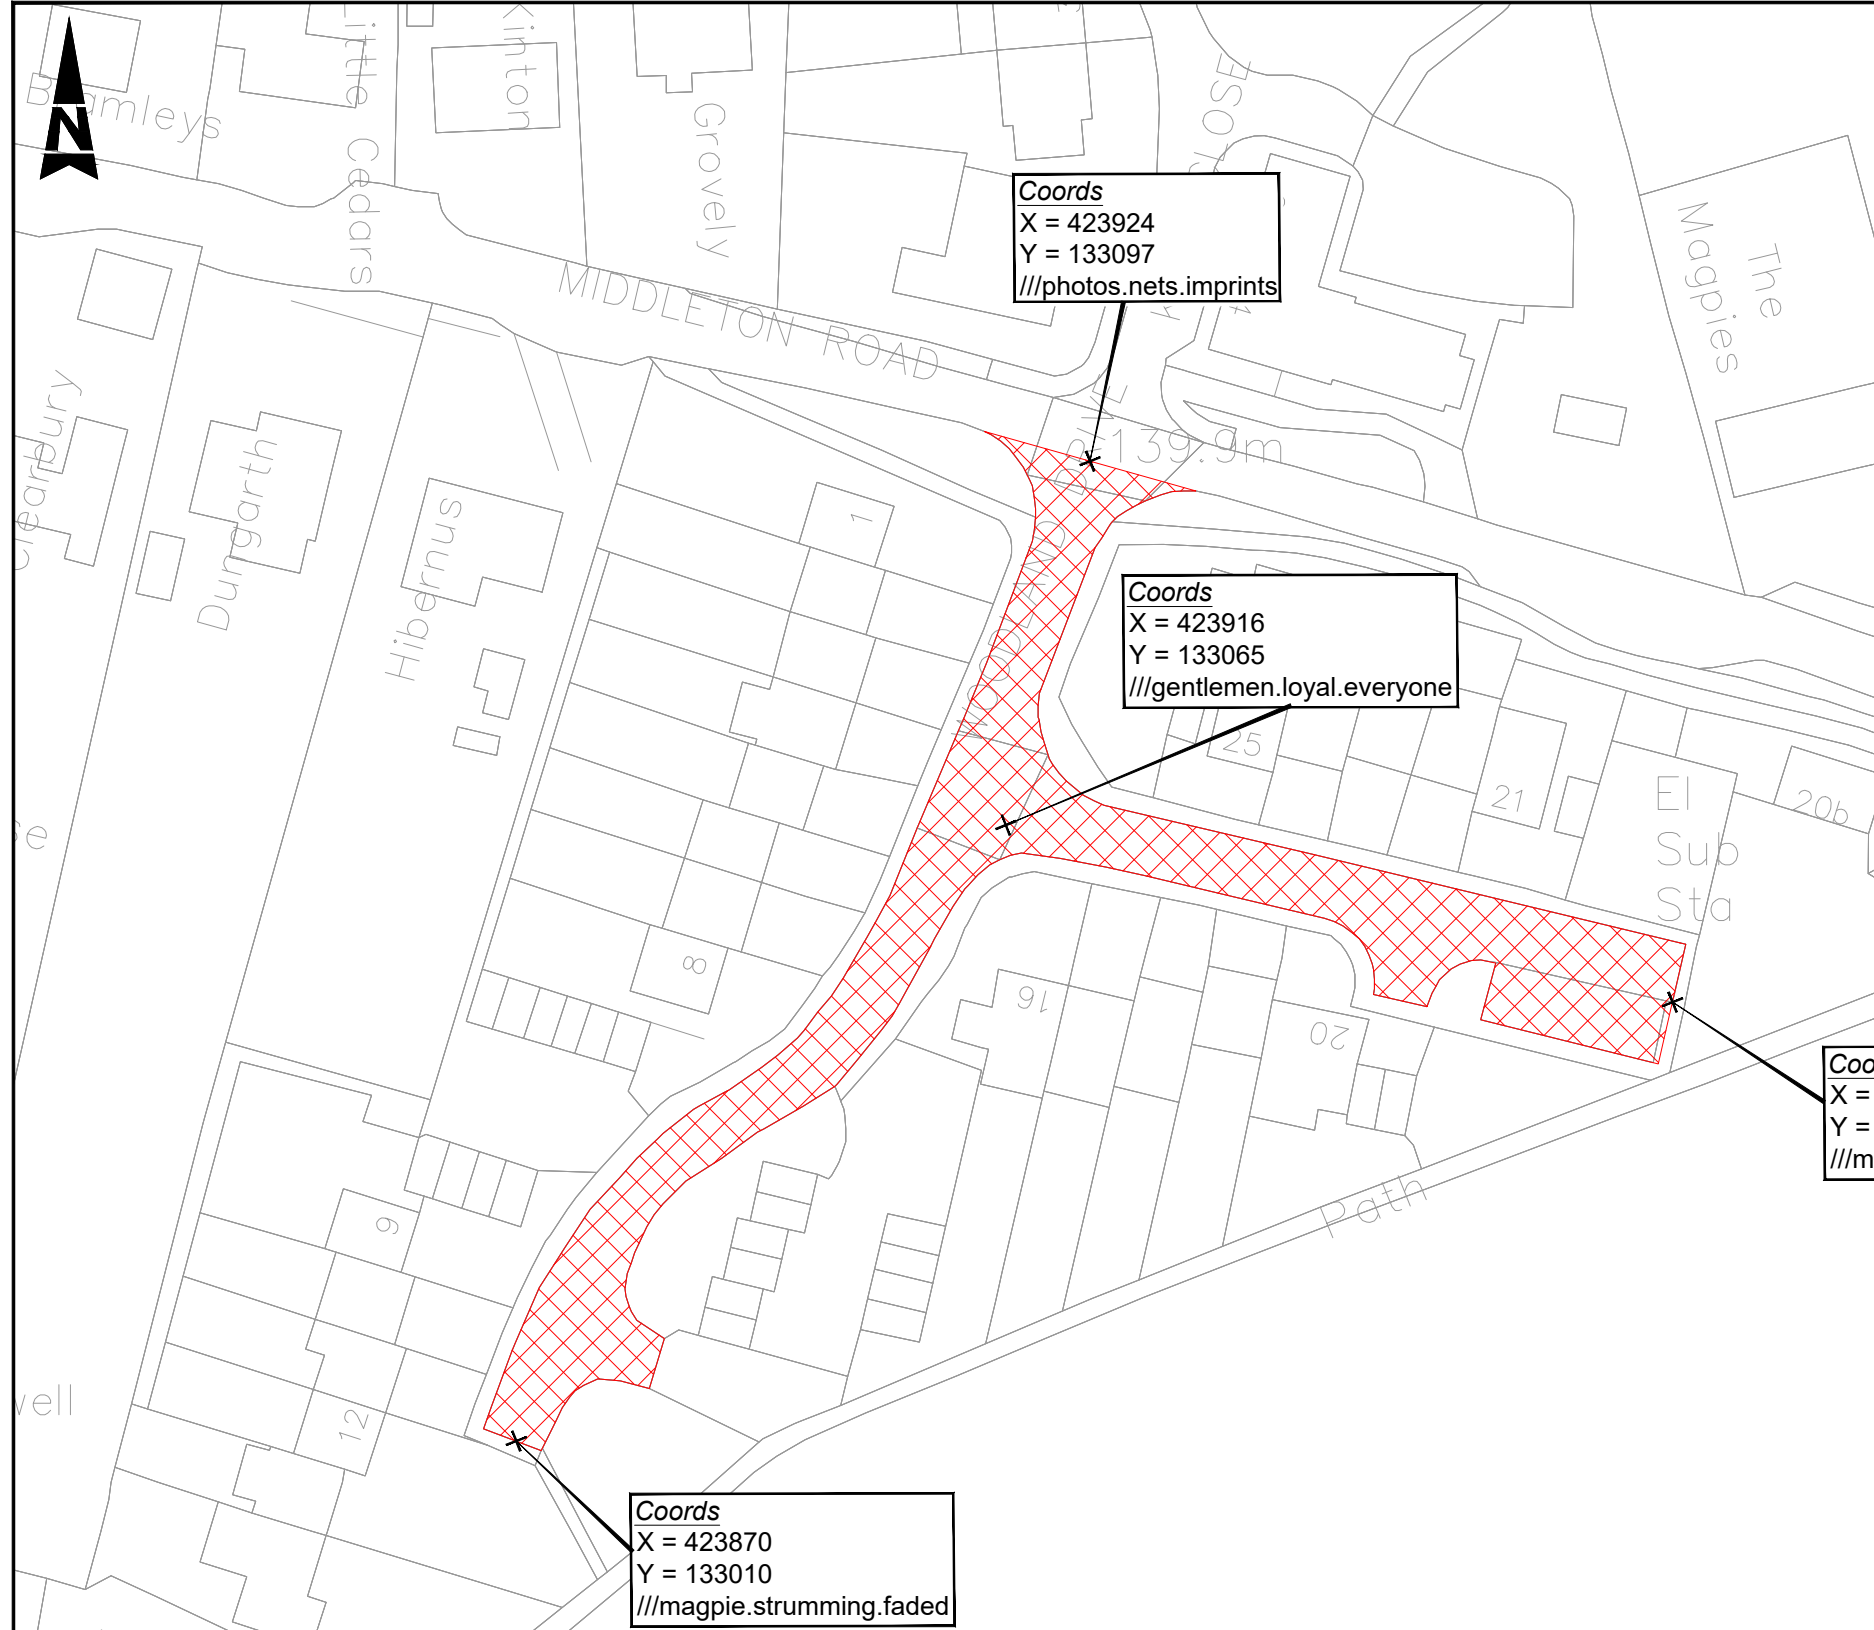 N
Bramleys
Little Cedars
Kinton
Grovely
MIDDLETON ROAD
Coords
X = 423924
Y = 133097
///photos.nets.imprints
The
Magpies
139.9m
WOODLAND DRIVE
Clearbury
Dungarth
Hibernus
1
Coords
X = 423916
Y = 133065
///gentlemen.loyal.everyone
25
21
20b
El
Sub
Sta
8
16
20
X =
Y =
///m
Path
9
12
Coords
X = 423870
Y = 133010
///magpie.strumming.faded